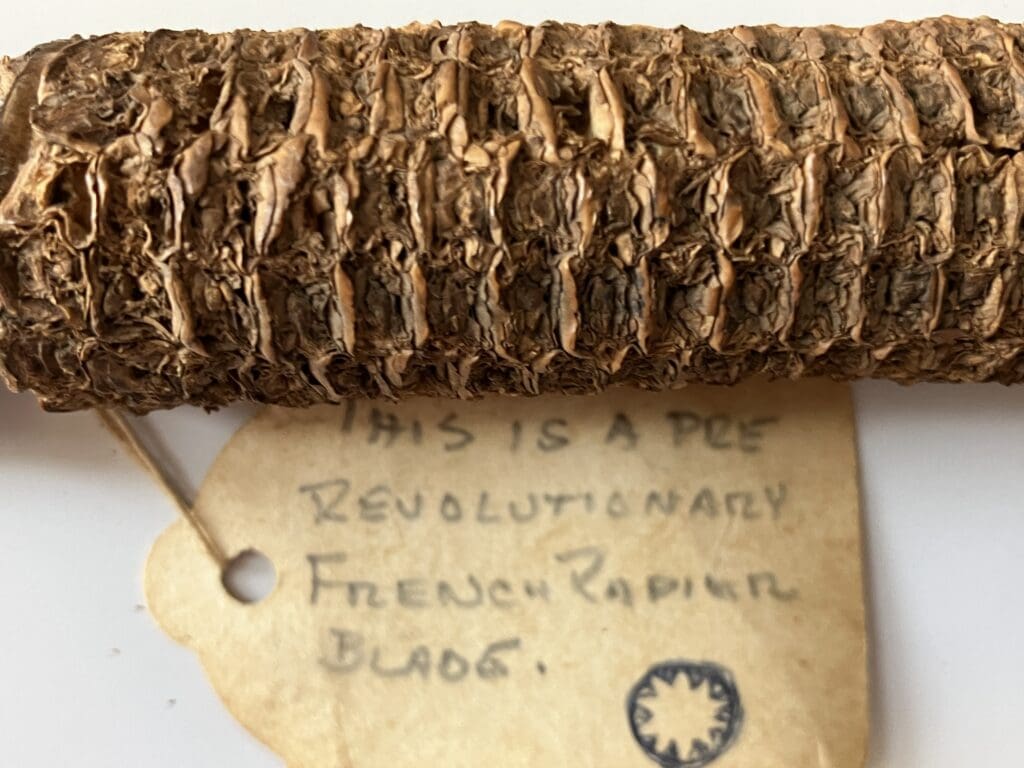 THIS IS A PRE
REVOLUTIONARY
FRENCH RAPIER
BLADE.